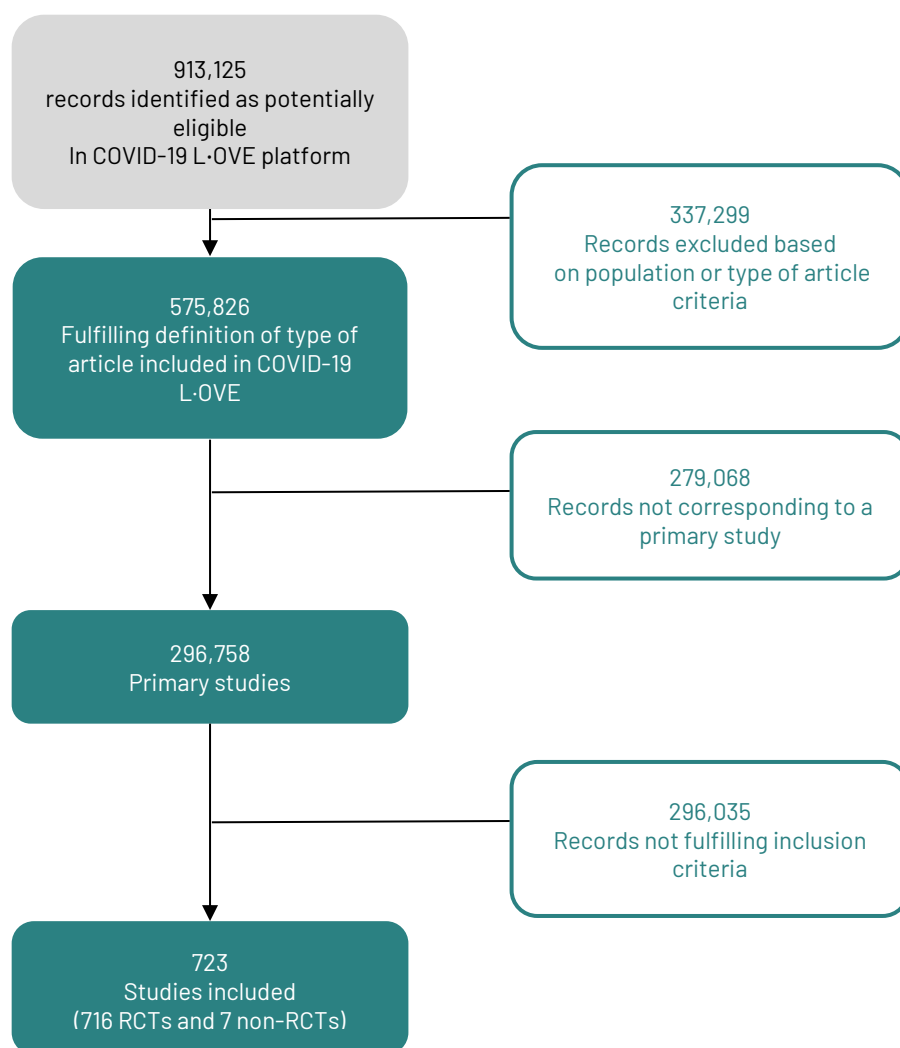 913,125
records identified as potentially
eligible
In COVID-19 L·OVE platform
337,299
Records excluded based
on population or type of article
criteria
575,826
Fulfilling definition of type of
article included in COVID-19
L·OVE
279,068
Records not corresponding to a
primary study
296,758
Primary studies
296,035
Records not fulfilling inclusion
criteria
723
Studies included
(716 RCTs and 7 non-RCTs)